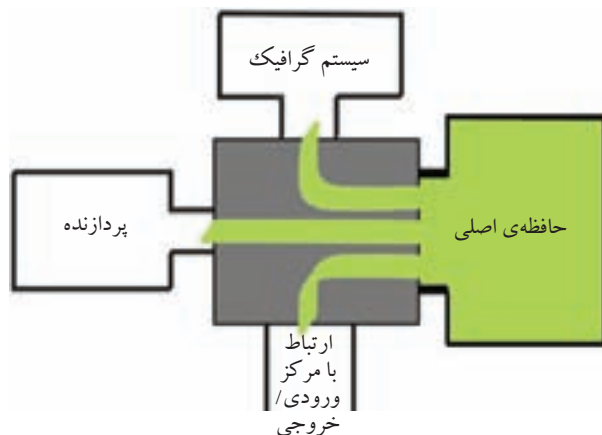 سیستم گرافیک
حافظه‌ی اصلی
پردازنده
ارتباط
با مرکز
ورودی/
خروجی